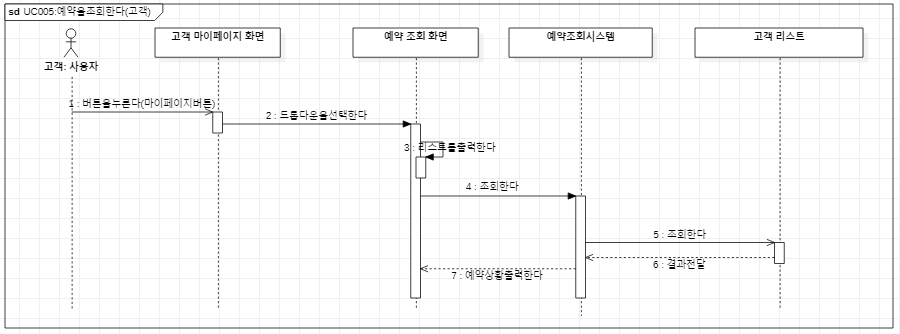 sd UC005:예약을조회한다(고객)
고객 마이페이지 화면
예약 조회 화면
예약조회시스템
고객 리스트
고객: 사용자
1 : 버튼을누른다(마이페이지버튼)
2 : 드롭다운을선택한다
3 : 리스트를출력한다
4 : 조회한다
5 : 조회한다
6 : 결과전달
7 : 예약상황출력한다